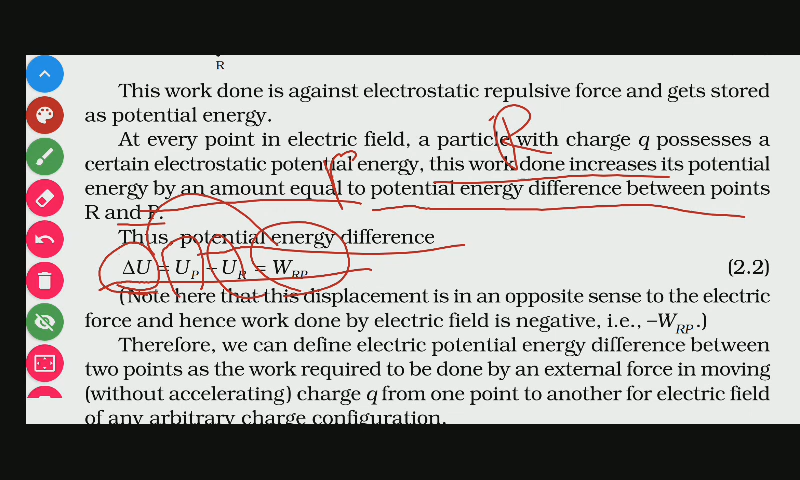 R
This work done is against electrostatic repulsive force and gets stored
as potential energy.
At every point in electric field, a particle with charge q possesses a
certain electrostatic potential energy, this work done increases its potential
energy by an amount equal to potential energy difference between points
R and P.
Thus potential energy difference
ΔU = U_P − U_R = W_RP (2.2)
(Note here that this displacement is in an opposite sense to the electric
force and hence work done by electric field is negative, i.e., –W_RP.)
Therefore, we can define electric potential energy difference between
two points as the work required to be done by an external force in moving
(without accelerating) charge q from one point to another for electric field
of any arbitrary charge configuration.